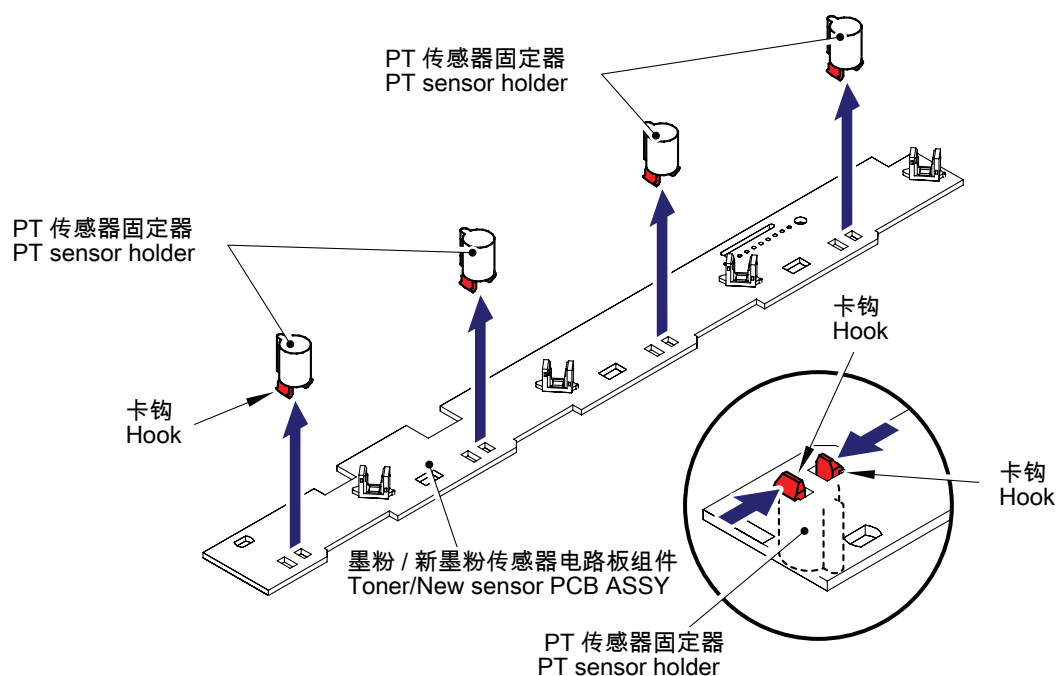 PT 传感器固定器
PT sensor holder
PT 传感器固定器
PT sensor holder
卡钩
Hook
卡钩
Hook
卡钩
Hook
墨粉 / 新墨粉传感器电路板组件
Toner/New sensor PCB ASSY
PT 传感器固定器
PT sensor holder